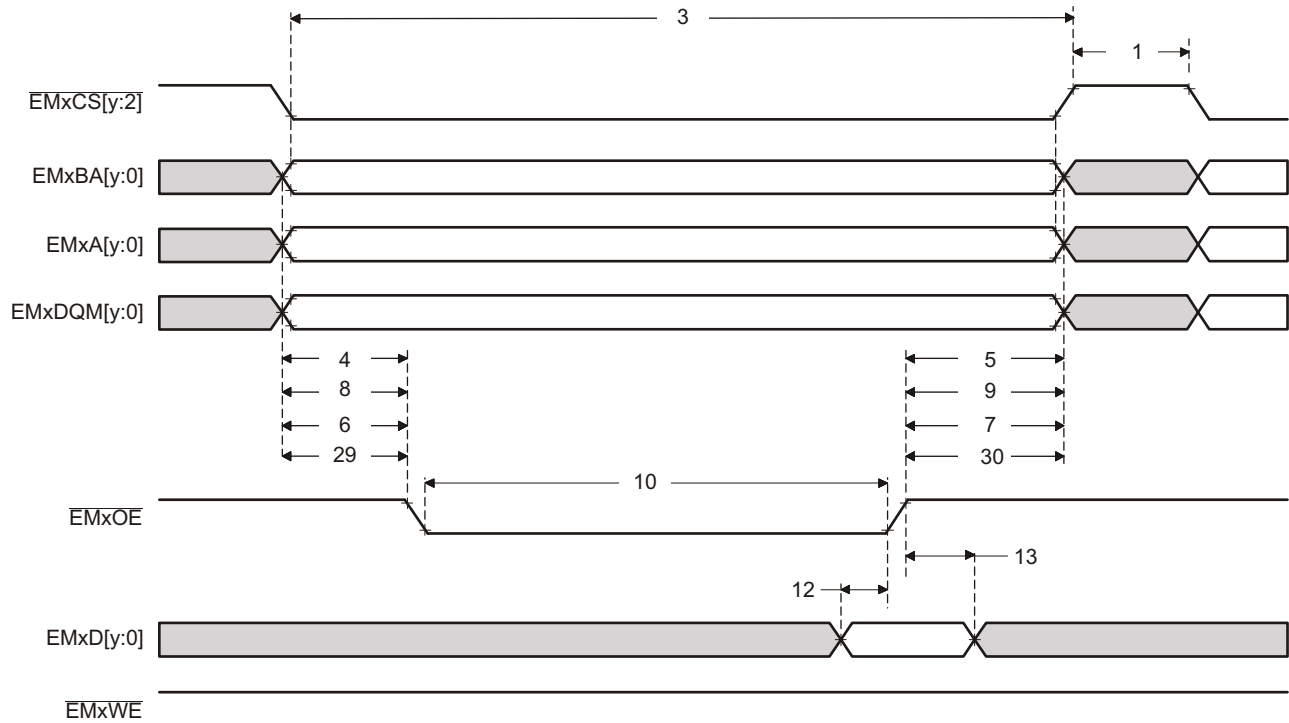 3
1
EMxCS[y:2]
EMxBA[y:0]
EMxA[y:0]
EMxDQM[y:0]
4 5
8 9
6 7
29 30
10
EMxOE
13
12
EMxD[y:0]
EMxWE